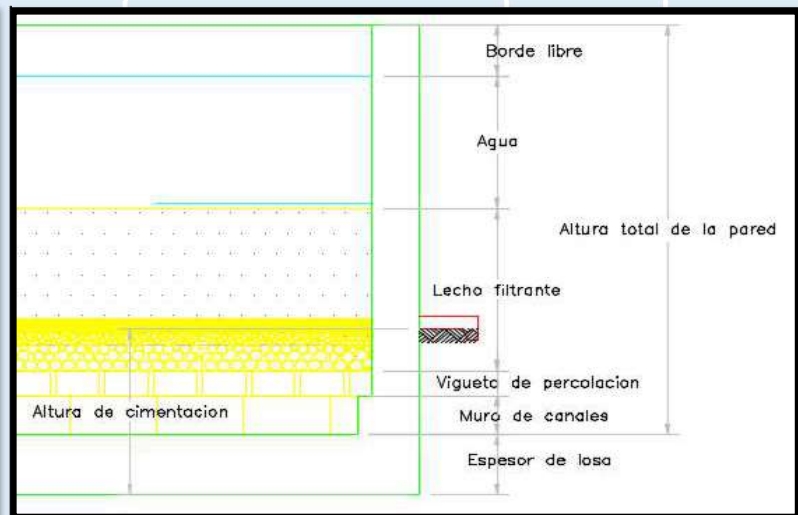 Borde libre
Agua
Altura total de la pared
Lecho filtrante
Vigueta de percolacion
Altura de cimentacion
Muro de canales
Espesor de losa